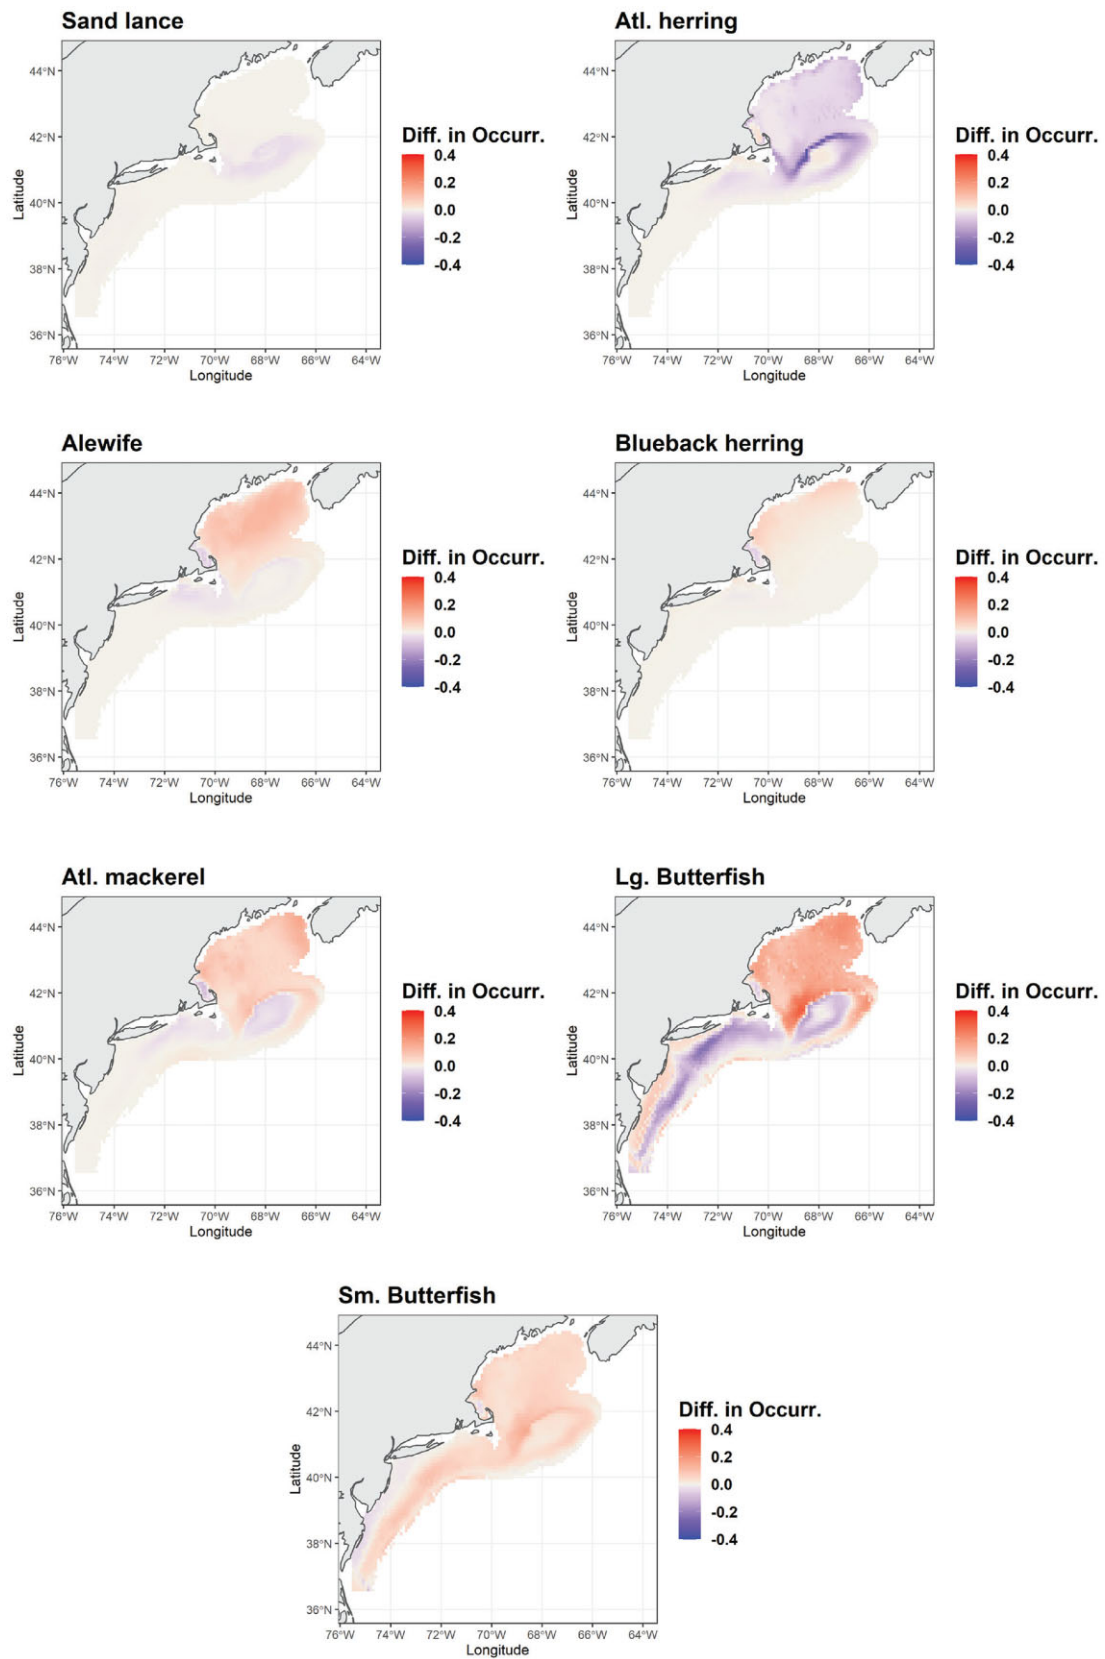 Sand lance
44°N
42°N
40°N
38°N
36°N
Latitude
76°W 74°W 72°W 70°W 68°W 66°W 64°W
Longitude
Diff. in Occurr.
0.4
0.2
0.0
-0.2
-0.4
Atl. herring
44°N
42°N
40°N
38°N
36°N
Latitude
76°W 74°W 72°W 70°W 68°W 66°W 64°W
Longitude
Diff. in Occurr.
0.4
0.2
0.0
-0.2
-0.4
Alewife
44°N
42°N
40°N
38°N
36°N
Latitude
76°W 74°W 72°W 70°W 68°W 66°W 64°W
Longitude
Diff. in Occurr.
0.4
0.2
0.0
-0.2
-0.4
Blueback herring
44°N
42°N
40°N
38°N
36°N
Latitude
76°W 74°W 72°W 70°W 68°W 66°W 64°W
Longitude
Diff. in Occurr.
0.4
0.2
0.0
-0.2
-0.4
Atl. mackerel
44°N
42°N
40°N
38°N
36°N
Latitude
76°W 74°W 72°W 70°W 68°W 66°W 64°W
Longitude
Diff. in Occurr.
0.4
0.2
0.0
-0.2
-0.4
Lg. Butterfish
44°N
42°N
40°N
38°N
36°N
Latitude
76°W 74°W 72°W 70°W 68°W 66°W 64°W
Longitude
Diff. in Occurr.
0.4
0.2
0.0
-0.2
-0.4
Sm. Butterfish
44°N
42°N
40°N
38°N
36°N
Latitude
76°W 74°W 72°W 70°W 68°W 66°W 64°W
Longitude
Diff. in Occurr.
0.4
0.2
0.0
-0.2
-0.4